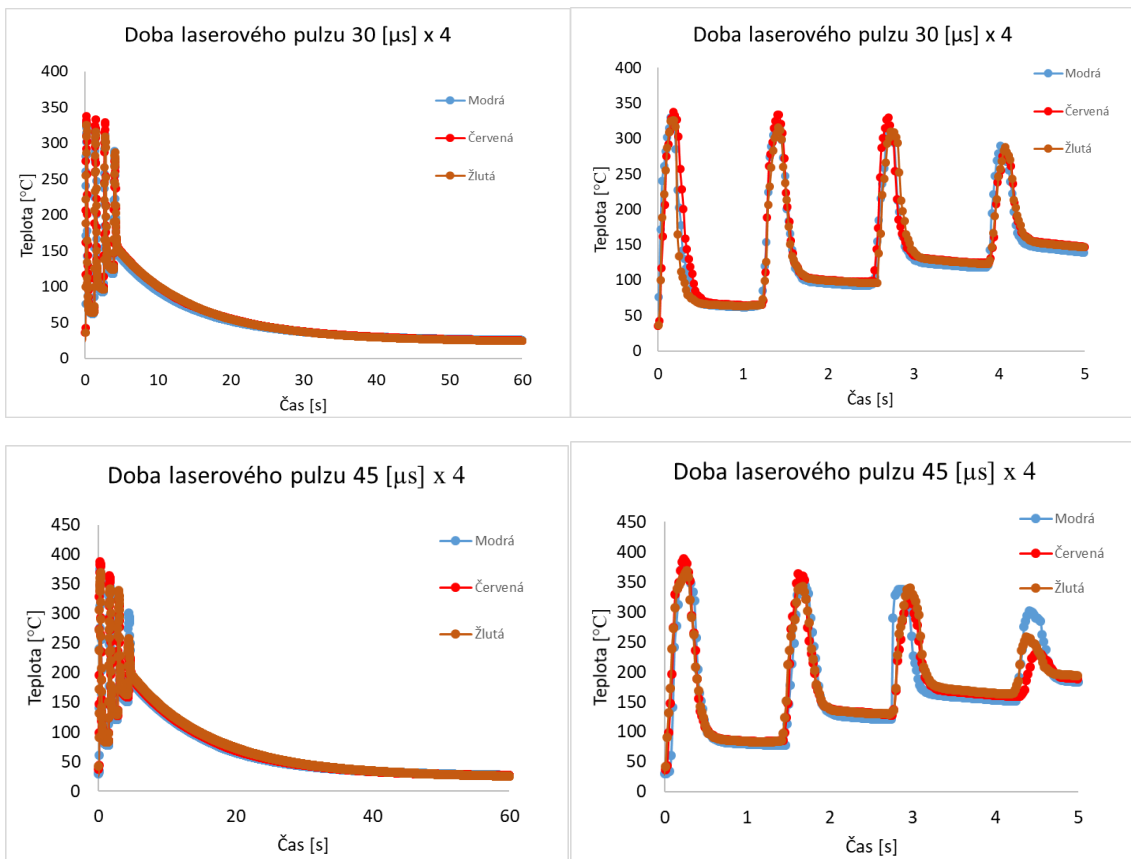 Doba laserového pulzu 30 [µs] x 4
400
350
300
250
200
150
100
50
0
Teplota [°C]
Modrá
Červená
Žlutá
0 10 20 30 40 50 60
Čas [s]
Doba laserového pulzu 30 [µs] x 4
400
350
300
250
200
150
100
50
0
Teplota [°C]
Modrá
Červená
Žlutá
0 1 2 3 4 5
Čas [s]
Doba laserového pulzu 45 [µs] x 4
450
400
350
300
250
200
150
100
50
0
Teplota [°C]
Modrá
Červená
Žlutá
0 20 40 60
Čas [s]
Doba laserového pulzu 45 [µs] x 4
450
400
350
300
250
200
150
100
50
0
Teplota [°C]
Modrá
Červená
Žlutá
0 1 2 3 4 5
Čas [s]